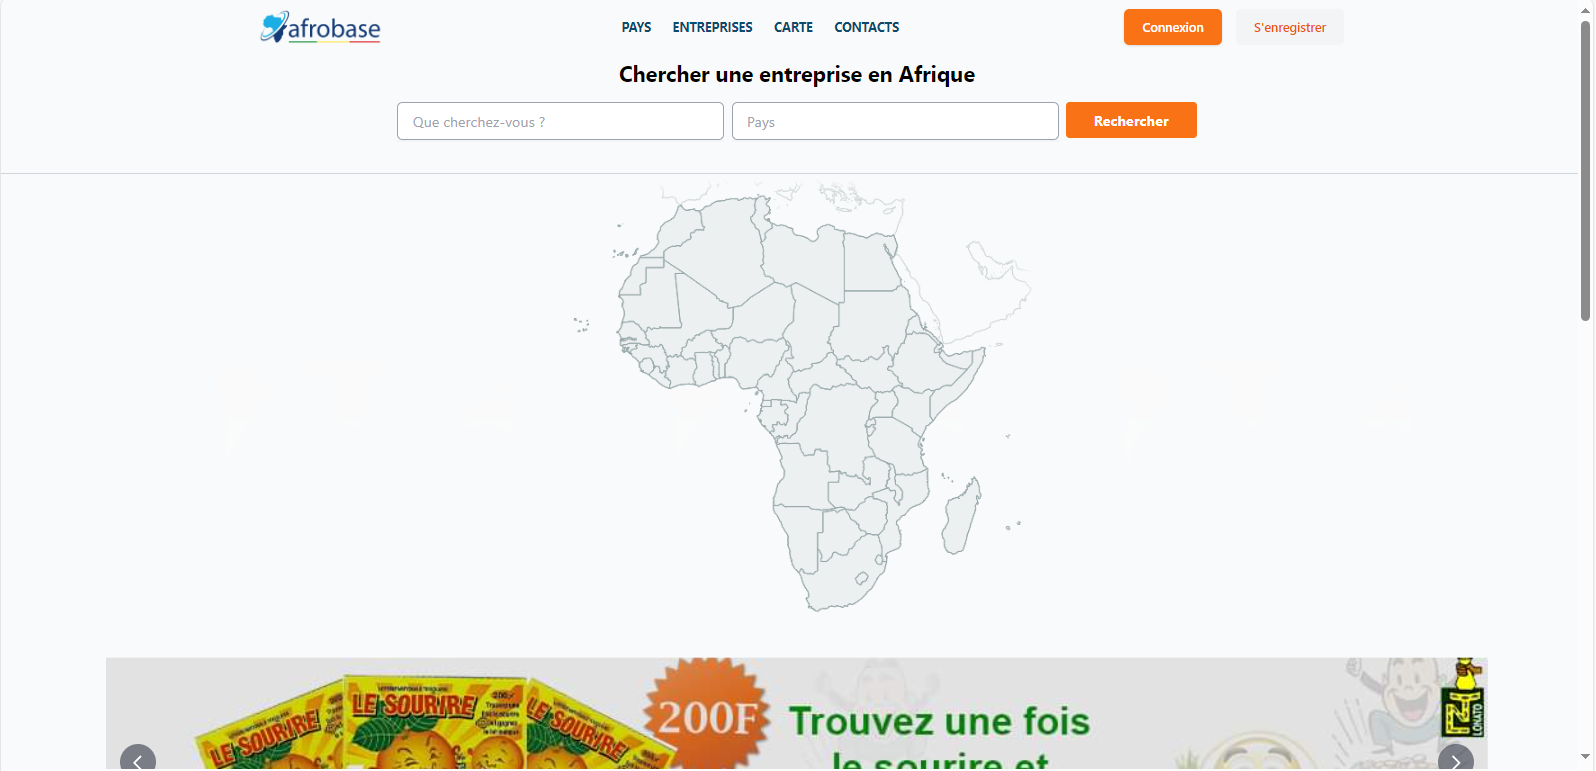 afrobase
PAYS ENTREPRISES CARTE CONTACTS
Connexion S'enregistrer
Chercher une entreprise en Afrique
Que cherchez-vous ? Pays Rechercher
LE SOURIRE LE SOURIRE LE SOURIRE
200F
Trouvez une fois
le sourire et
LONATO